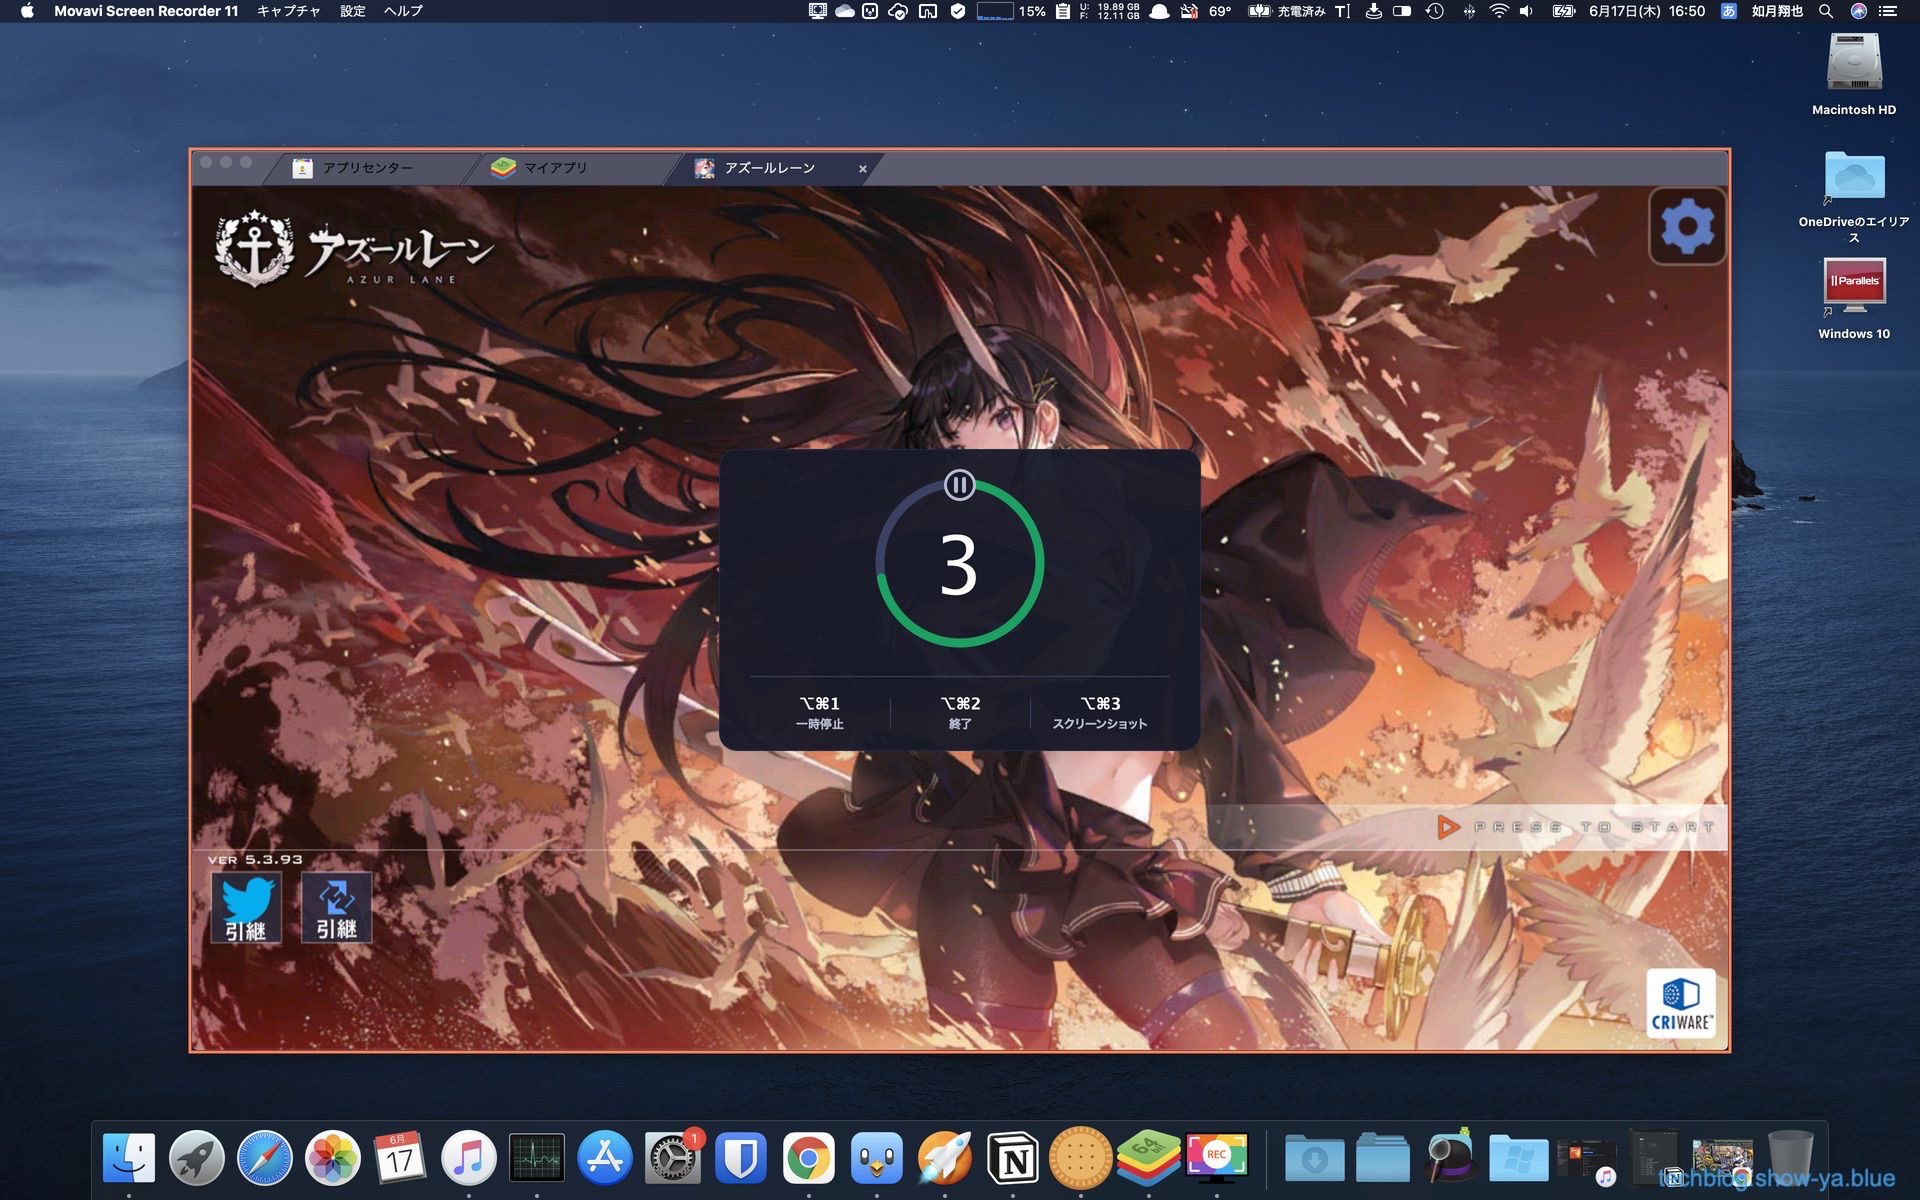 Movavi Screen Recorder 11 キャプチャ 設定 ヘルプ
15% U: 19.89 GB F: 12.11 GB 69° 充電済み 6月17日(木) 16:50 あ 如月翔也
Macintosh HD
OneDriveのエイリアス
Parallels
Windows 10
アプリセンター マイアプリ アズールレーン
アズールレーン
AZUR LANE
3
⌥⌘1 ⌥⌘2 ⌥⌘3
一時停止 終了 スクリーンショット
PRESS TO START
VER 5.3.93
引継 引継
CRIWARE™
6月
17
1
64 bit
REC
techblog.show-ya.blue